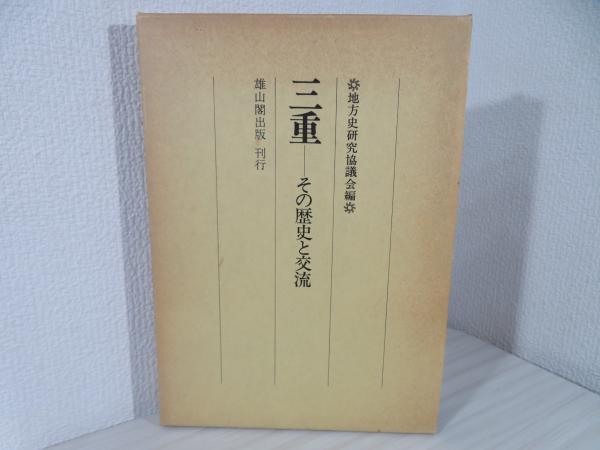 ❂地方史研究協議会編❂
三重――その歴史と交流
雄山閣出版 刊行